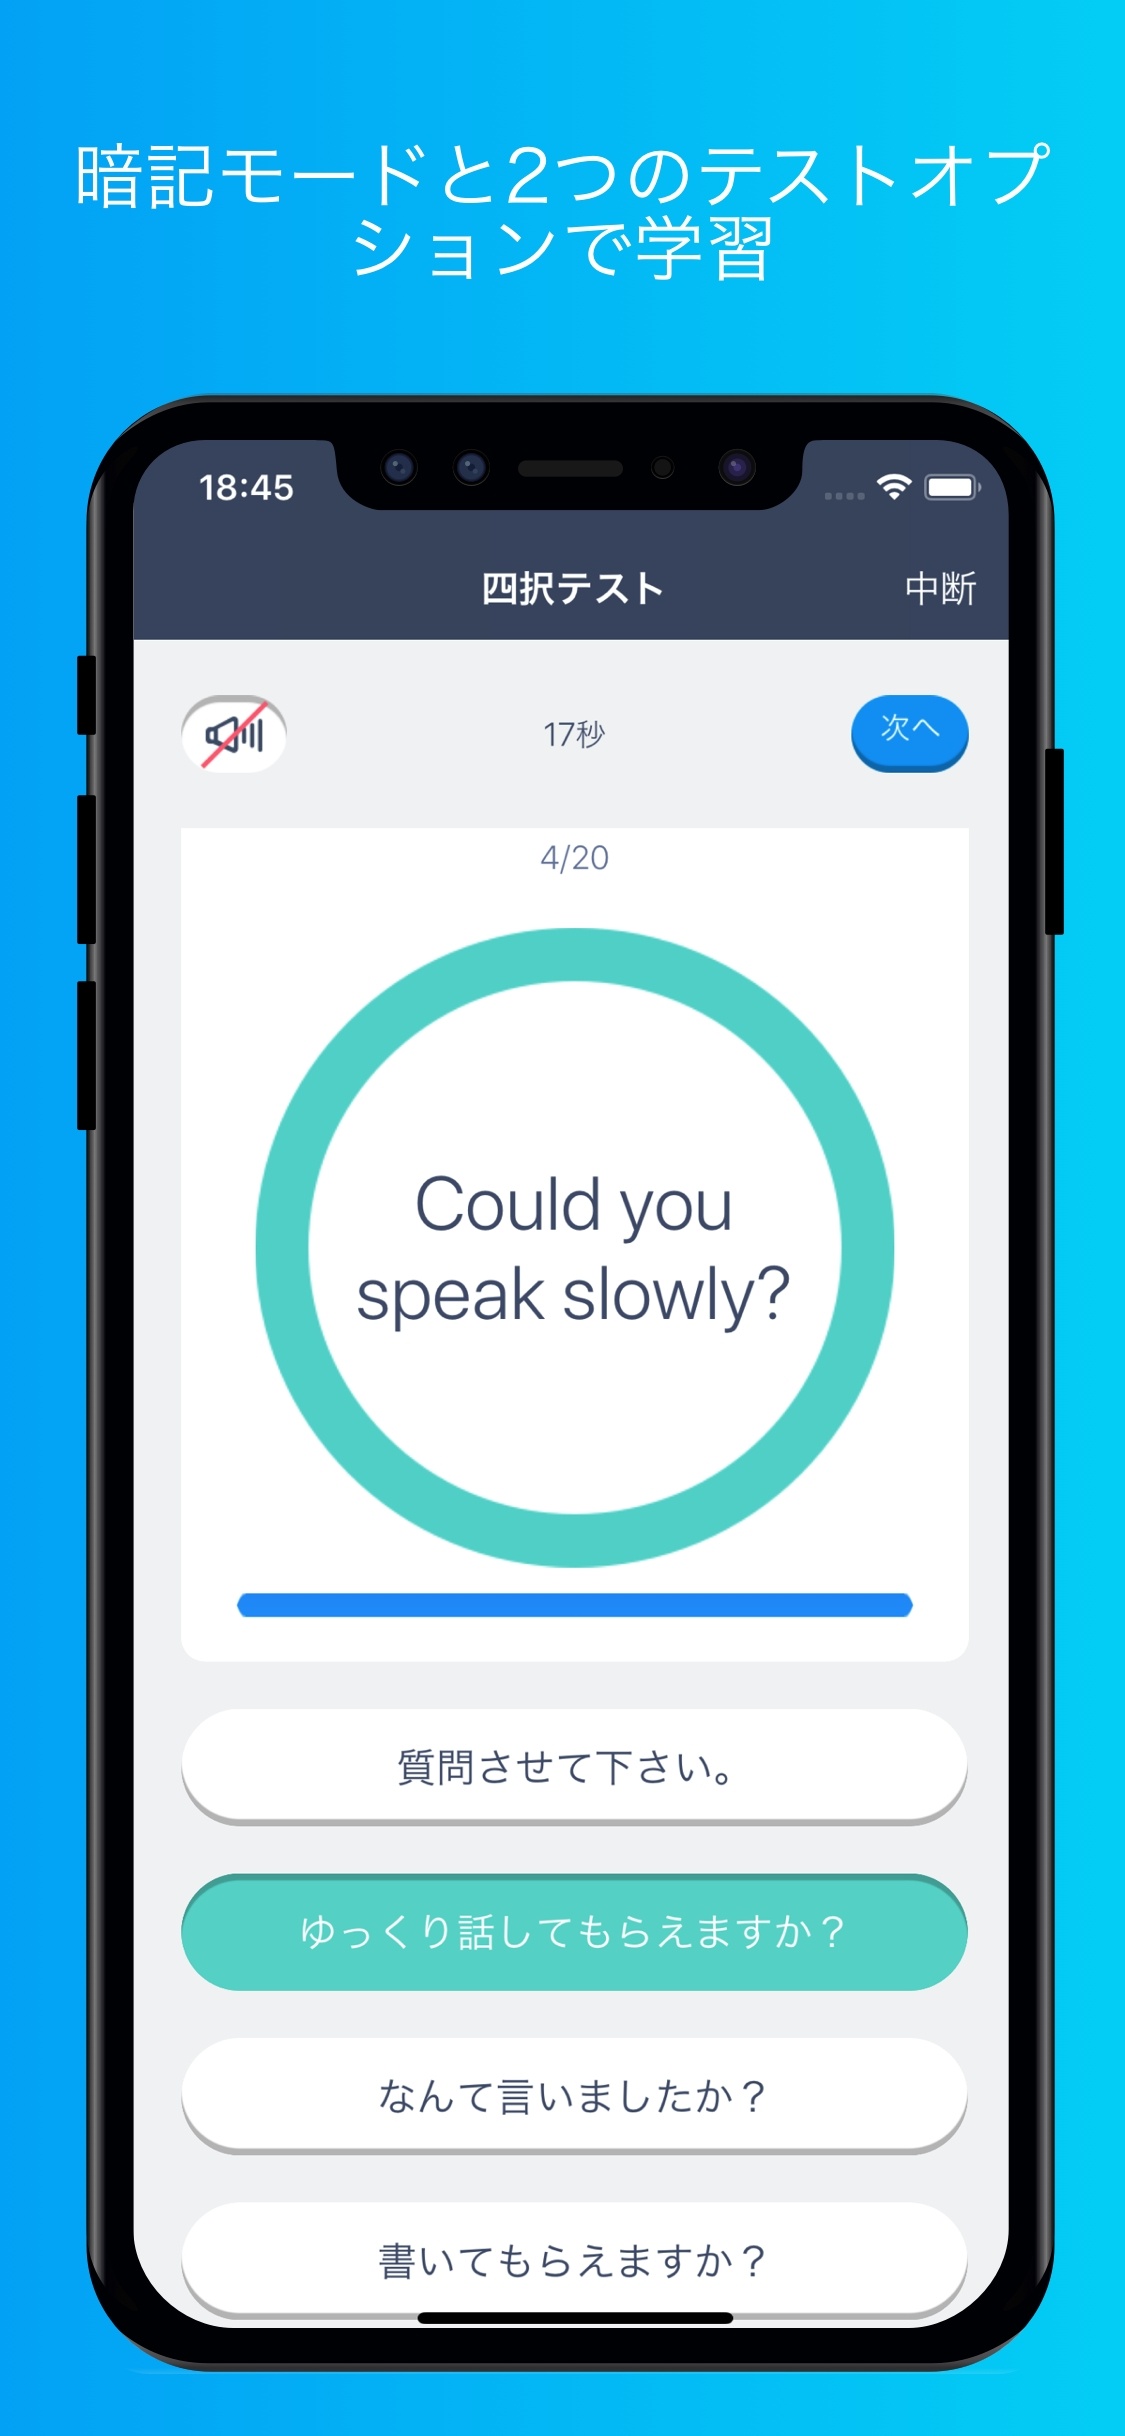 暗記モードと2つのテストオプ
ションで学習
18:45
四択テスト
中断
17秒
次へ
4/20
Could you
speak slowly?
質問させて下さい。
ゆっくり話してもらえますか？
なんて言いましたか？
書いてもらえますか？